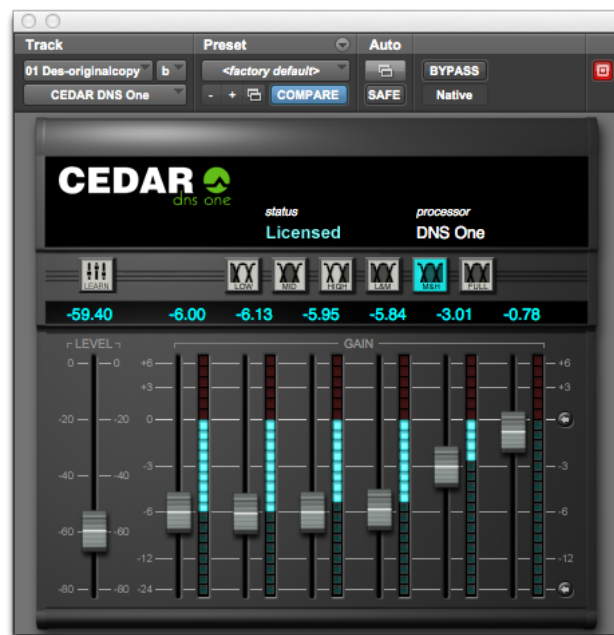 Track Preset Auto
01 Des-originalcopy b <factory default> BYPASS
CEDAR DNS One - + COMPARE SAFE Native
CEDAR
dns one
status processor
Licensed DNS One
LEARN LOW MID HIGH L&M M&H FULL
-59.40 -6.00 -6.13 -5.95 -5.84 -3.01 -0.78
LEVEL GAIN
0 0 +6 +6
+3 +3
-20 -20 0
-40 -40 -3 -3
-60 -60 -6 -6
-12 -12
-80 -80 -24